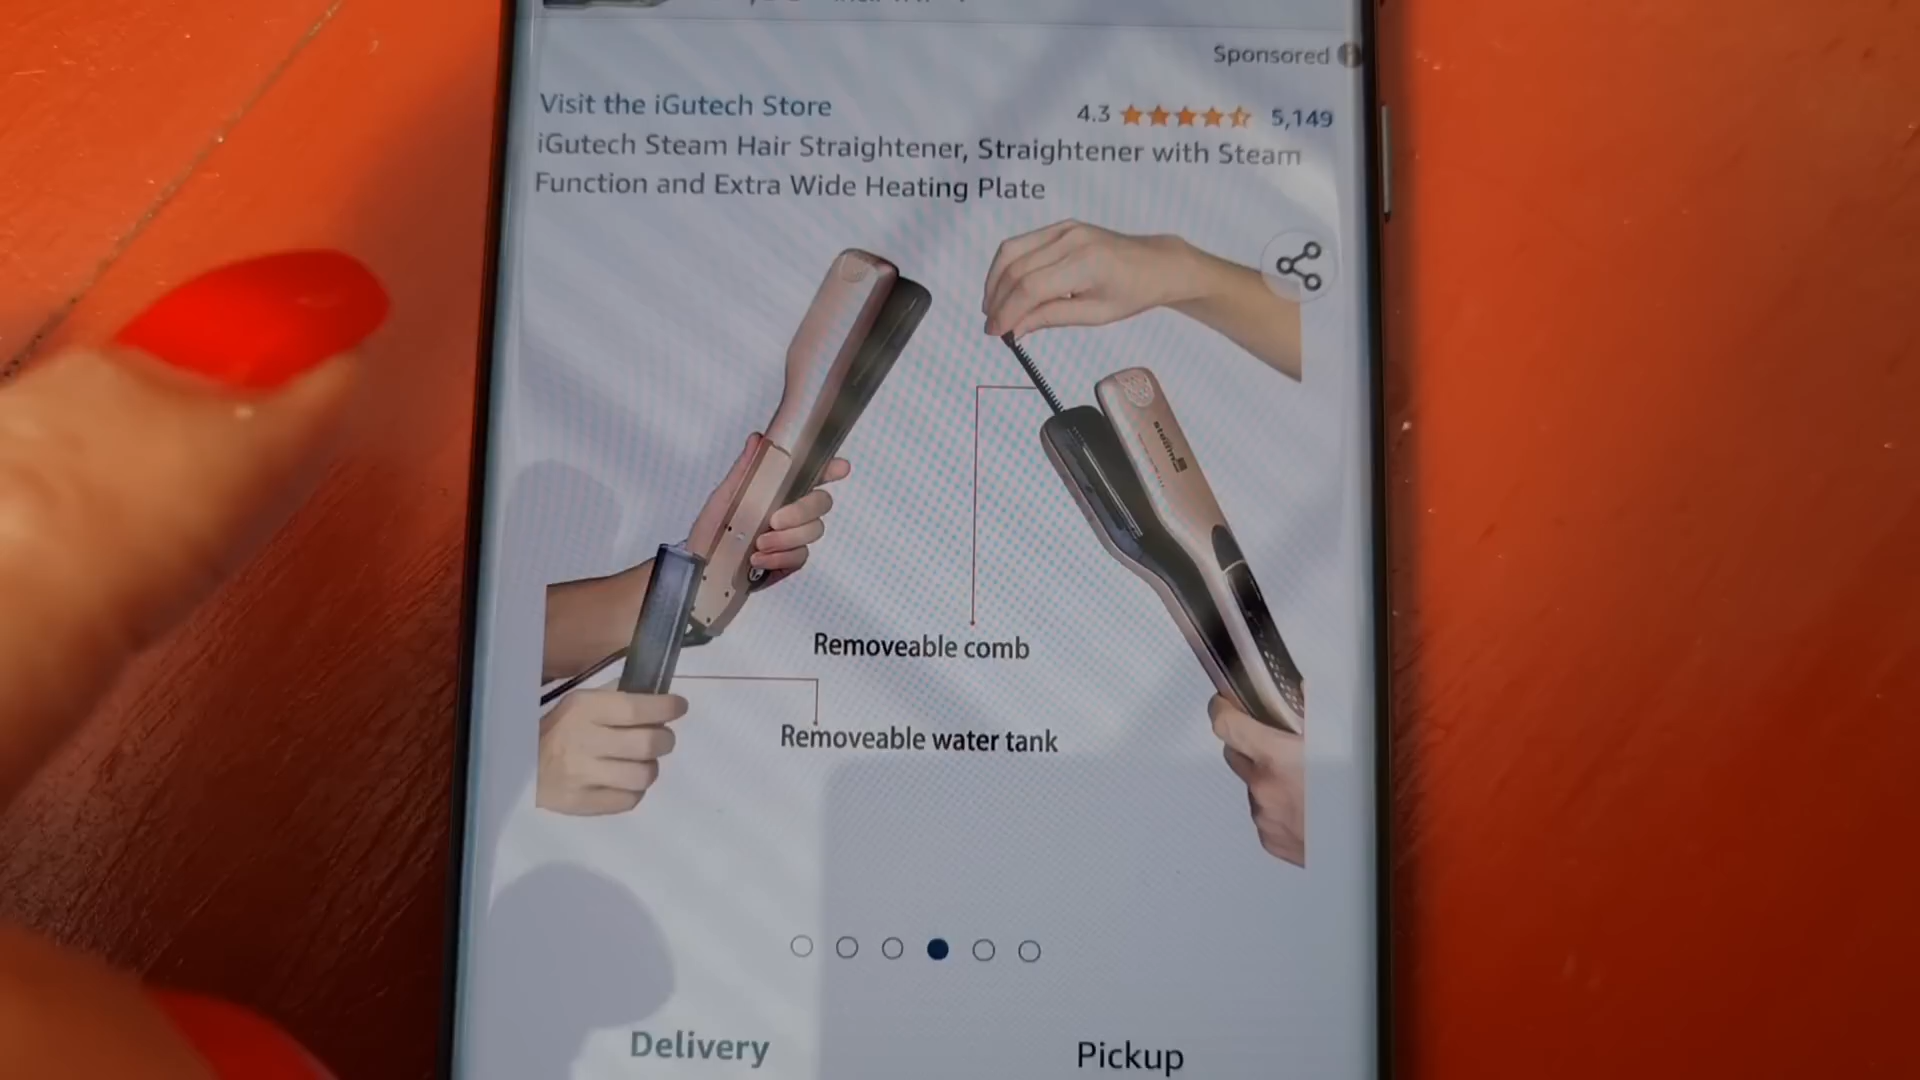 Sponsored
Visit the iGutech Store
4.3 5,149
iGutech Steam Hair Straightener, Straightener with Steam
Function and Extra Wide Heating Plate
Removeable comb
Removeable water tank
Delivery
Pickup